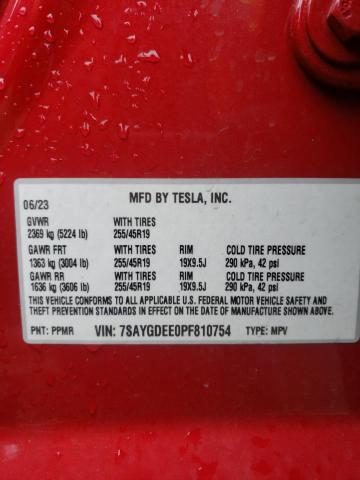 MFD BY TESLA, INC.
06/23
GVWR WITH TIRES
2369 kg (5224 lb) 255/45R19
GAWR FRT WITH TIRES RIM COLD TIRE PRESSURE
1363 kg (3004 lb) 255/45R19 19X9.5J 290 kPa, 42 psi
GAWR RR WITH TIRES RIM COLD TIRE PRESSURE
1636 kg (3606 lb) 255/45R19 19X9.5J 290 kPa, 42 psi
THIS VEHICLE CONFORMS TO ALL APPLICABLE U.S. FEDERAL MOTOR VEHICLE SAFETY AND
THEFT PREVENTION STANDARDS IN EFFECT ON THE DATE OF MANUFACTURE SHOWN ABOVE.
PNT: PPMR VIN: 7SAYGDEE0PF810754 TYPE: MPV